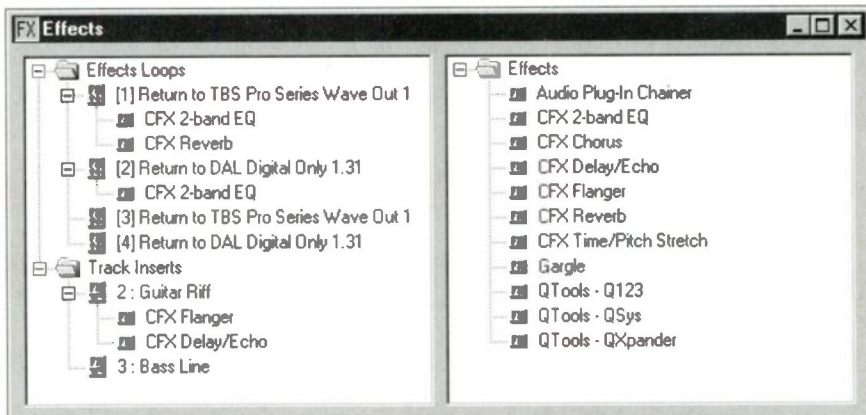 FX Effects
Effects Loops
[1] Return to TBS Pro Series Wave Out 1
CFX 2-band EQ
CFX Reverb
[2] Return to DAL Digital Only 1.31
CFX 2-band EQ
[3] Return to TBS Pro Series Wave Out 1
[4] Return to DAL Digital Only 1.31
Track Inserts
2 : Guitar Riff
CFX Flanger
CFX Delay/Echo
3 : Bass Line
Effects
Audio Plug-In Chainer
CFX 2-band EQ
CFX Chorus
CFX Delay/Echo
CFX Flanger
CFX Reverb
CFX Time/Pitch Stretch
Gargle
QTools - Q123
QTools - QSys
QTools - QXpander